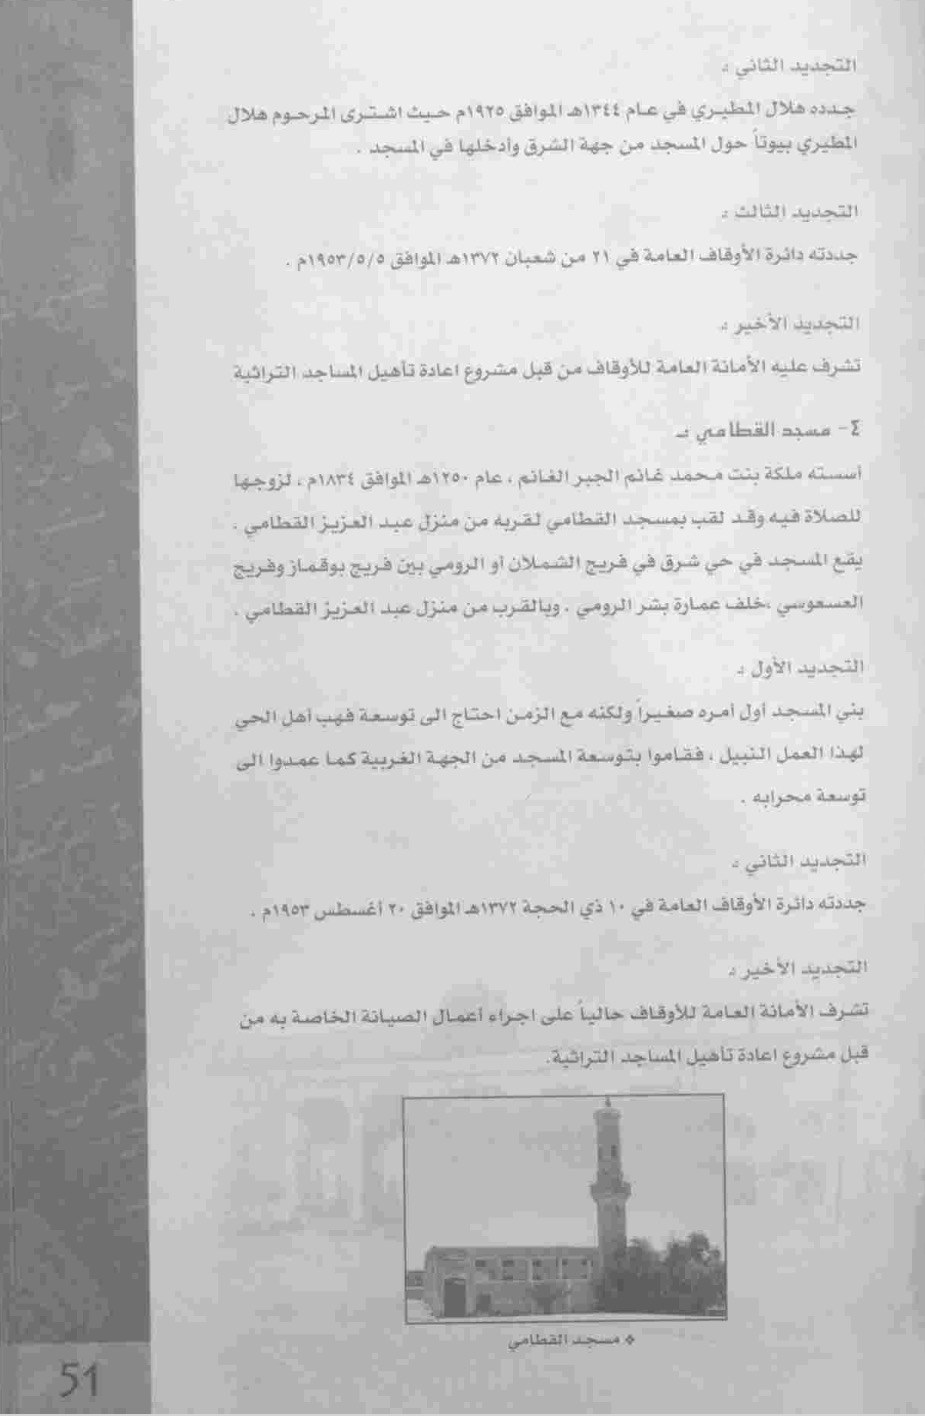 التجديد الثاني :ـ
جدده هلال المطيري في عام ١٣٤٤هـ الموافق ١٩٢٥م حيث اشترى المرحوم هلال
المطيري بيوتاً حول المسجد من جهة الشرق وأدخلها في المسجد .
التجديد الثالث :ـ
جددته دائرة الأوقاف العامة في ٢١ من شعبان ١٣٧٢هـ الموافق ١٩٥٣/٥/٥م .
التجديد الأخير :ـ
تشرف عليه الأمانة العامة للأوقاف من قبل مشروع اعادة تأهيل المساجد التراثية
٤- مسجد القطامي :ـ
أسسته ملكة بنت محمد غانم الجبر الغانم ، عام ١٢٥٠هـ الموافق ١٨٣٤م ، لزوجها
للصلاة فيه وقد لقب بمسجد القطامي لقربه من منزل عبد العزيز القطامي .
يقع المسجد في حي شرق في فريج الشملان أو الرومي بين فريج بوقماز وفريج
العسعوسي ،خلف عمارة بشر الرومي . وبالقرب من منزل عبد العزيز القطامي .
التجديد الأول :ـ
بني المسجد أول أمره صغيراً ولكنه مع الزمن احتاج الى توسعة فهب أهل الحي
لهذا العمل النبيل ، فقاموا بتوسعة المسجد من الجهة الغربية كما عمدوا الى
توسعة محرابه .
التجديد الثاني :ـ
جددته دائرة الأوقاف العامة في ١٠ ذي الحجة ١٣٧٢هـ الموافق ٢٠ أغسطس ١٩٥٣م .
التجديد الأخير :ـ
تشرف الأمانة العامة للأوقاف حالياً على اجراء أعمال الصيانة الخاصة به من
قبل مشروع اعادة تأهيل المساجد التراثية.
❖ مسجد القطامي
51